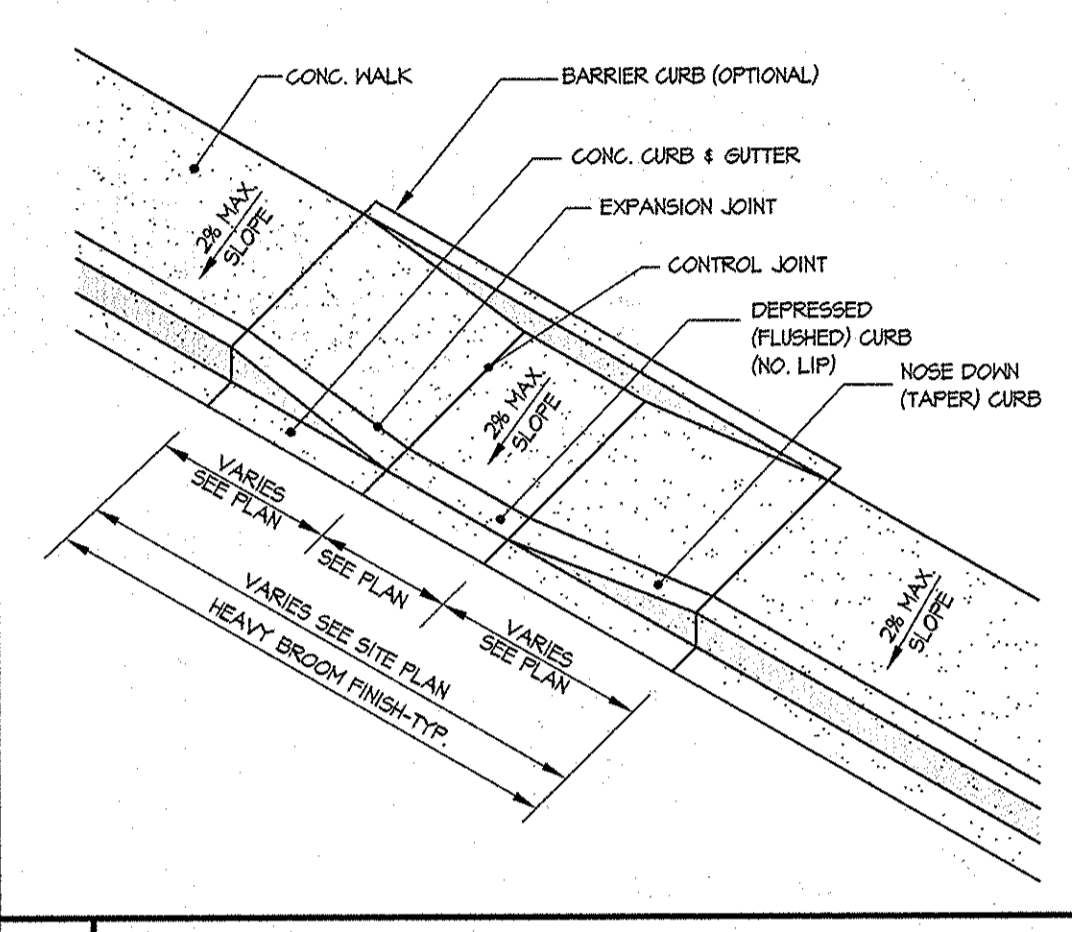 CONC. WALK
BARRIER CURB (OPTIONAL)
CONC. CURB & GUTTER
EXPANSION JOINT
CONTROL JOINT
DEPRESSED
(FLUSHED) CURB
(NO. LIP)
NOSE DOWN
(TAPER) CURB
2% MAX.
SLOPE
2% MAX.
SLOPE
2% MAX.
SLOPE
VARIES
SEE PLAN
SEE PLAN
VARIES
SEE PLAN
VARIES SEE SITE PLAN
HEAVY BROOM FINISH-TYP.